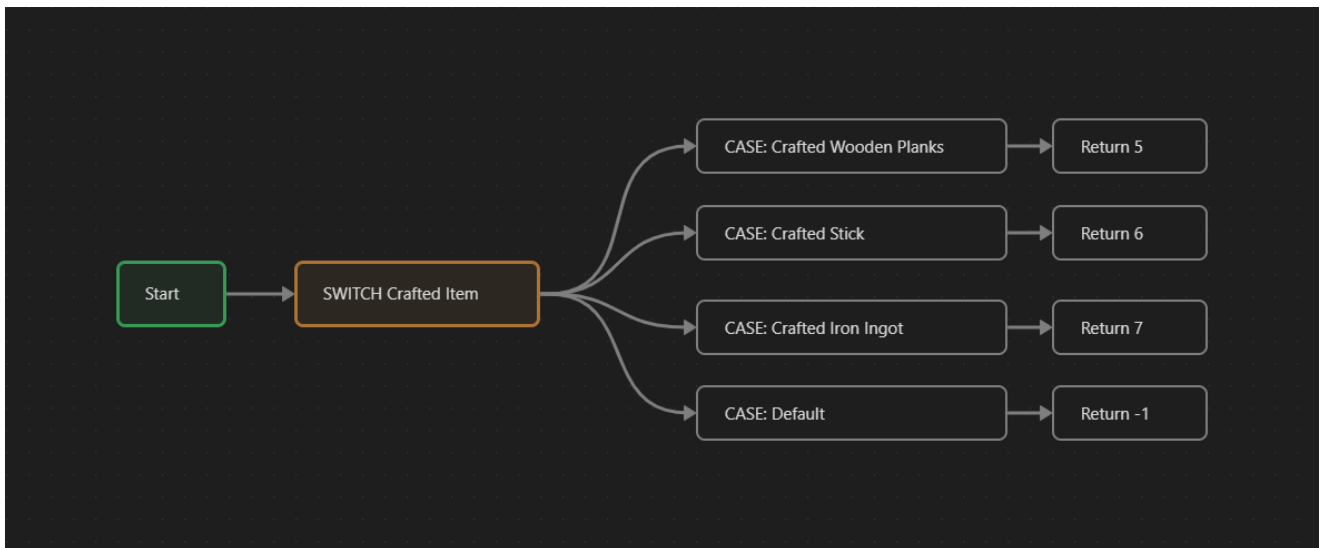 Start
SWITCH Crafted Item
CASE: Crafted Wooden Planks
Return 5
CASE: Crafted Stick
Return 6
CASE: Crafted Iron Ingot
Return 7
CASE: Default
Return -1